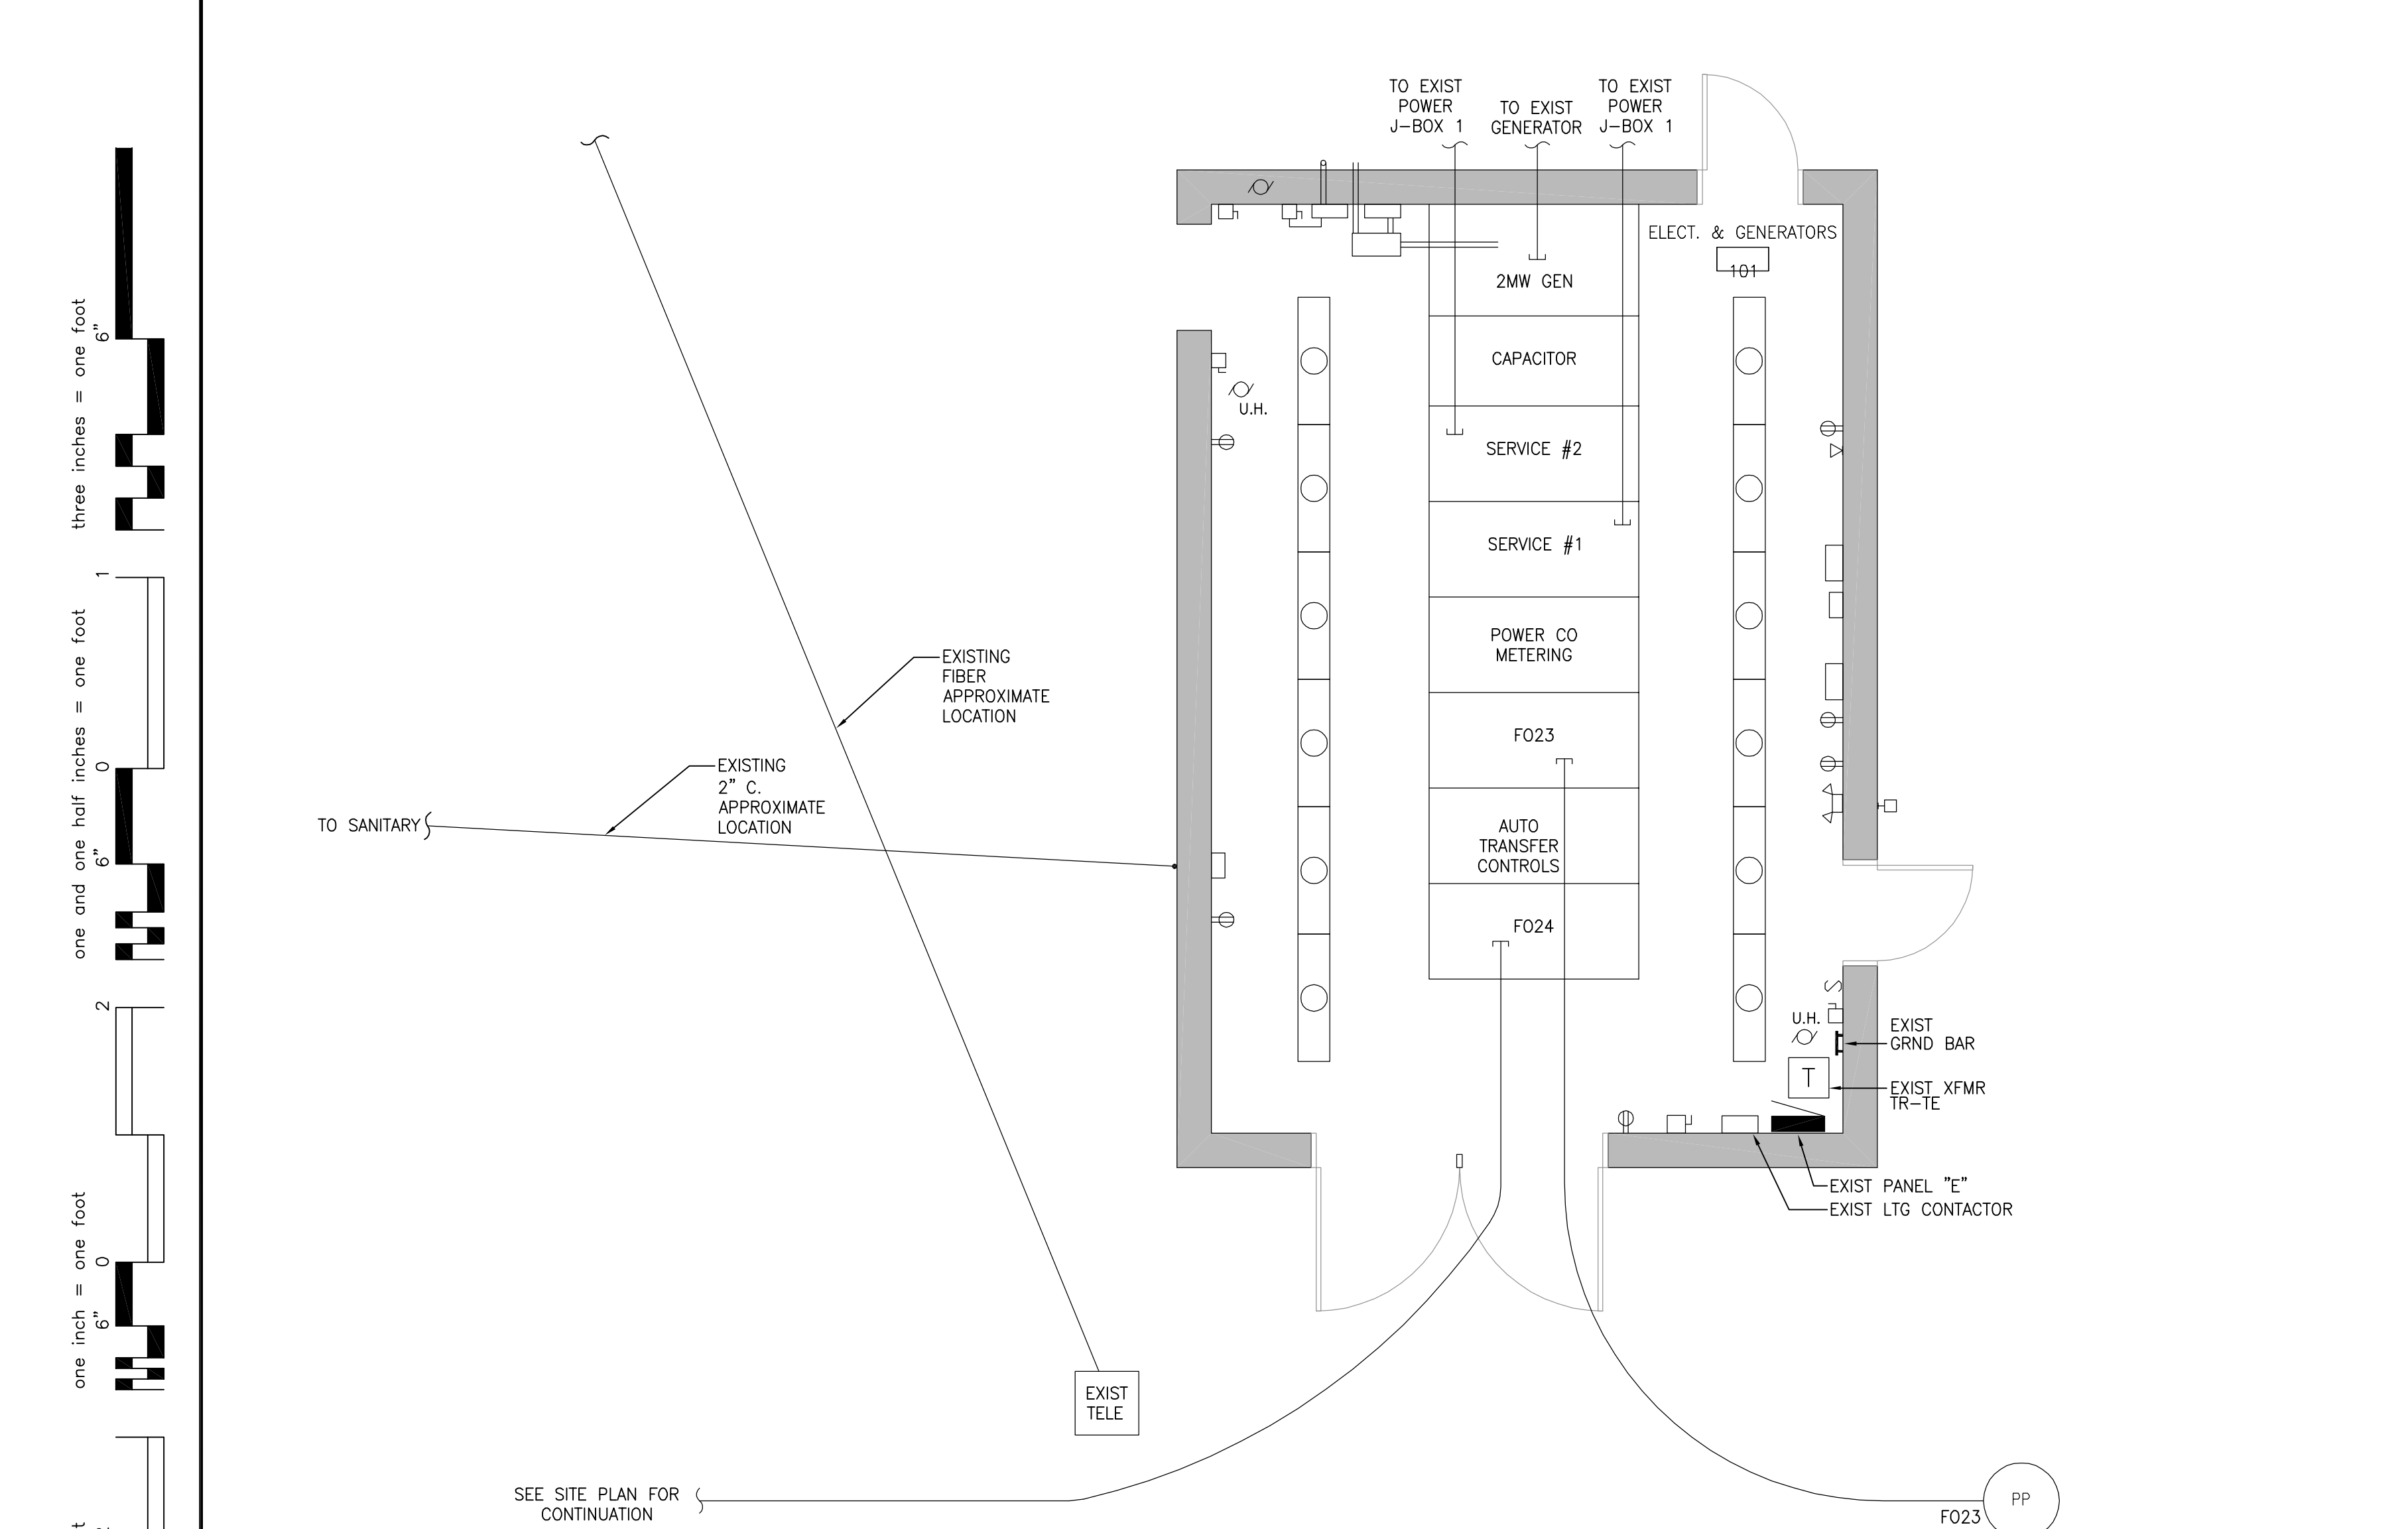 TO EXIST
POWER
J-BOX 1
TO EXIST
GENERATOR
TO EXIST
POWER
J-BOX 1
ELECT. & GENERATORS
101
2MW GEN
CAPACITOR
SERVICE #2
SERVICE #1
POWER CO
METERING
FO23
AUTO
TRANSFER
CONTROLS
FO24
U.H.
EXISTING
FIBER
APPROXIMATE
LOCATION
EXISTING
2" C.
APPROXIMATE
LOCATION
TO SANITARY
S
U.H.
T
EXIST
GRND BAR
EXIST XFMR
TR-TE
EXIST PANEL "E"
EXIST LTG CONTACTOR
EXIST
TELE
SEE SITE PLAN FOR
CONTINUATION
PP
FO23
three inches = one foot
6"
one and one half inches = one foot
1
0
6"
one inch = one foot
2
0
6"